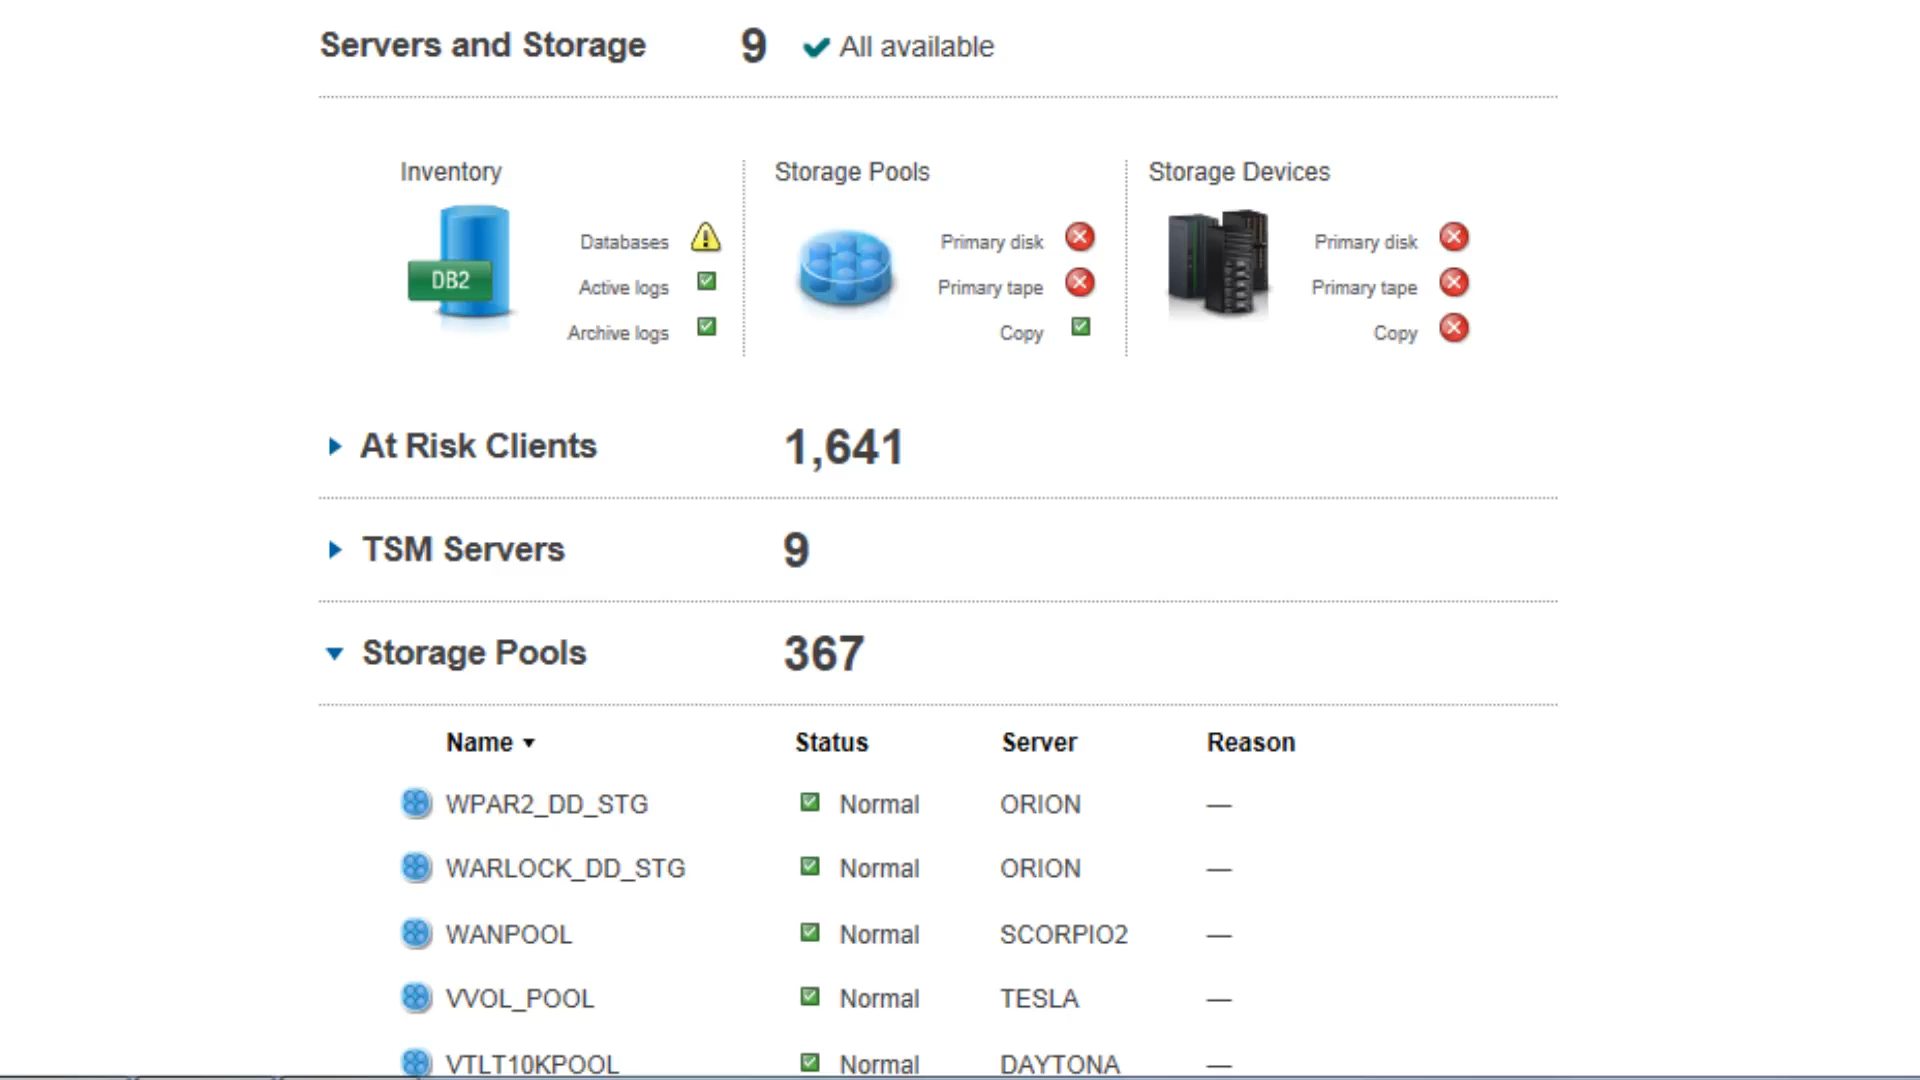 Servers and Storage 9 All available
Inventory Storage Pools Storage Devices
Databases Primary disk Primary disk
DB2
Active logs Primary tape Primary tape
Archive logs Copy Copy
At Risk Clients 1,641
TSM Servers 9
Storage Pools 367
Name Status Server Reason
WPAR2_DD_STG Normal ORION —
WARLOCK_DD_STG Normal ORION —
WANPOOL Normal SCORPIO2 —
VVOL_POOL Normal TESLA —
VTLT10KPOOL Normal DAYTONA —